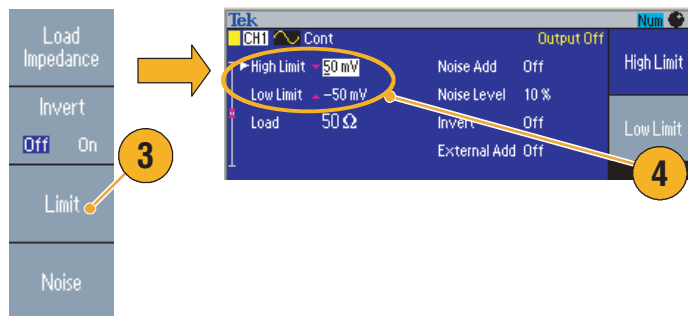 Load
Impedance
Invert
Off On
Limit
Noise
3
Tek
Num
CH1 Cont
Output Off
High Limit 50 mV
Noise Add Off
Low Limit -50 mV
Noise Level 10 %
Load 50 Ω
Invert Off
External Add Off
High Limit
Low Limit
4